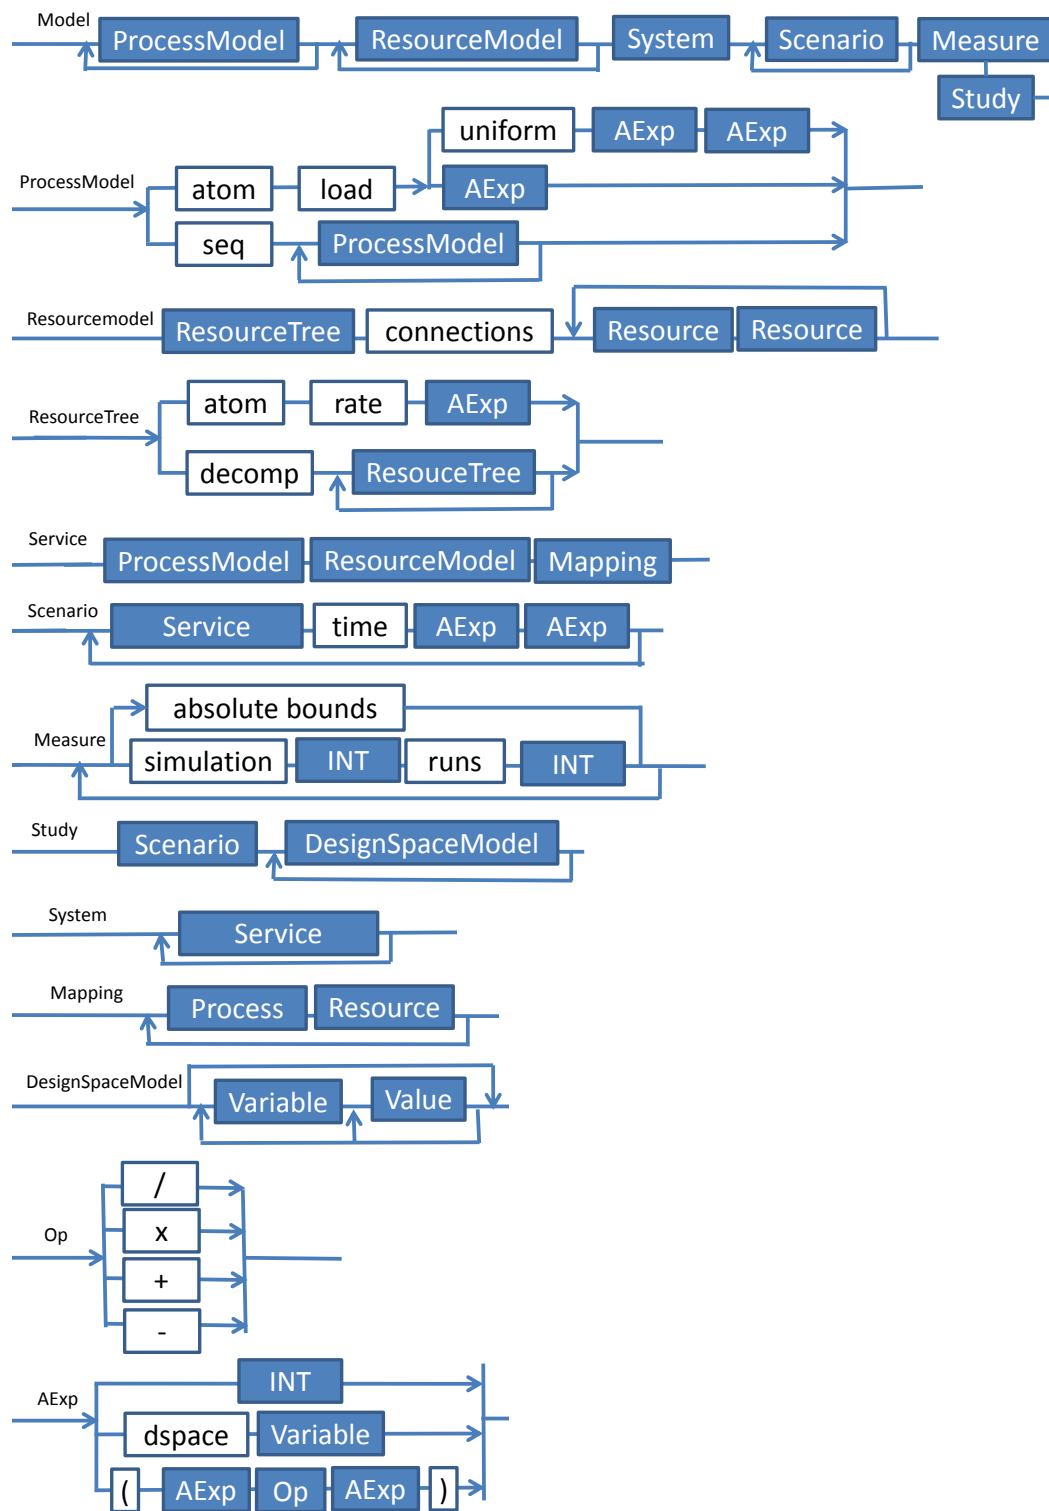 Model
ProcessModel ResourceModel System Scenario Measure
Study
uniform AExp AExp
ProcessModel
atom load AExp
seq ProcessModel
Resourcemodel
ResourceTree connections Resource Resource
ResourceTree
atom rate AExp
decomp ResouceTree
Service
ProcessModel ResourceModel Mapping
Scenario
Service time AExp AExp
absolute bounds
Measure
simulation INT runs INT
Study
Scenario DesignSpaceModel
System
Service
Mapping
Process Resource
DesignSpaceModel
Variable Value
/
Op
x
+
-
INT
AExp
dspace Variable
( AExp Op AExp )